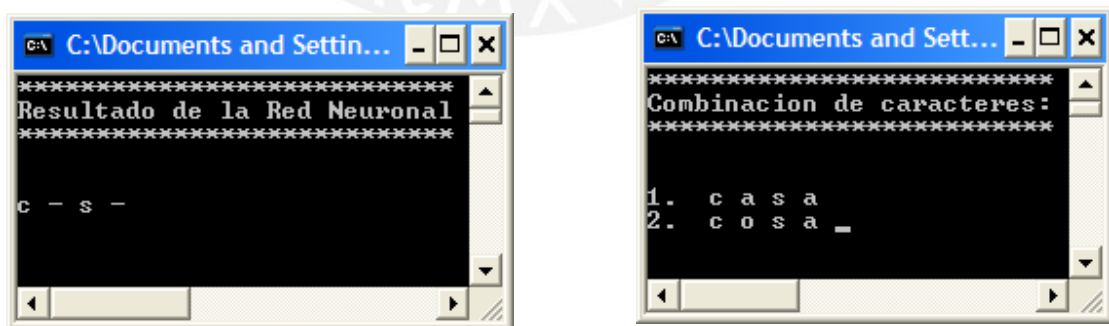 C:\Documents and Settin...
*****************************
Resultado de la Red Neuronal
*****************************
c - s -
C:\Documents and Sett...
***************************
Combinacion de caracteres:
***************************
1. c a s a
2. c o s a _